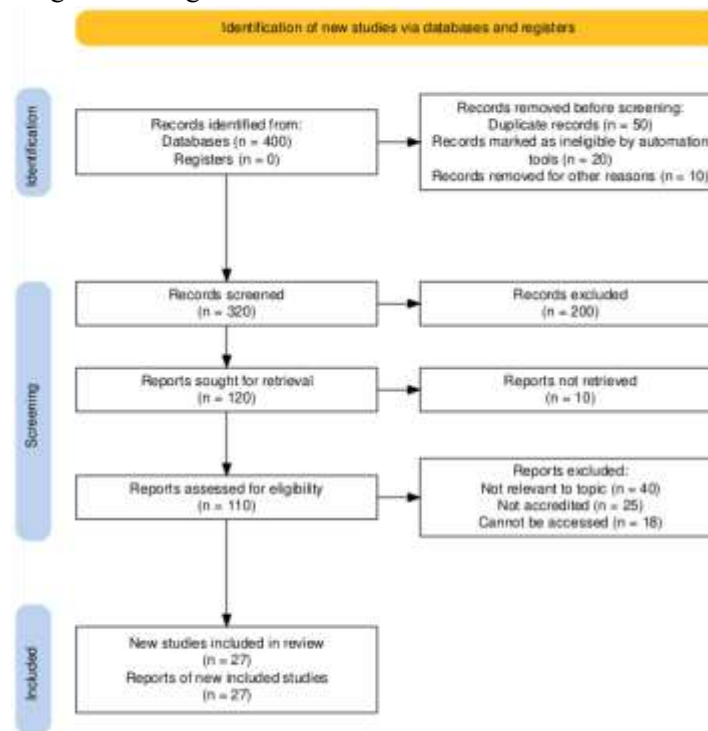 Identification of new studies via databases and registers
Identification
Records identified from:
Databases (n = 400)
Registers (n = 0)
Records removed before screening:
Duplicate records (n = 50)
Records marked as ineligible by automation
tools (n = 20)
Records removed for other reasons (n = 10)
Screening
Records screened
(n = 320)
Records excluded
(n = 200)
Reports sought for retrieval
(n = 120)
Reports not retrieved
(n = 10)
Reports assessed for eligibility
(n = 110)
Reports excluded:
Not relevant to topic (n = 40)
Not accredited (n = 25)
Cannot be accessed (n = 18)
Included
New studies included in review
(n = 27)
Reports of new included studies
(n = 27)